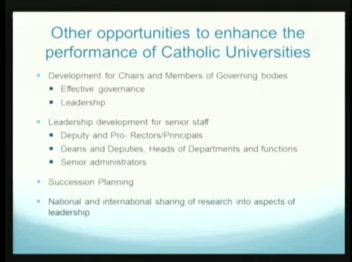 Other opportunities to enhance the
performance of Catholic Universities
Development for Chairs and Members of Governing bodies
Effective governance
Leadership
Leadership development for senior staff
Deputy and Pro- Rectors/Principals
Deans and Deputies, Heads of Departments and functions
Senior administrators
Succession Planning
National and international sharing of research into aspects of
leadership